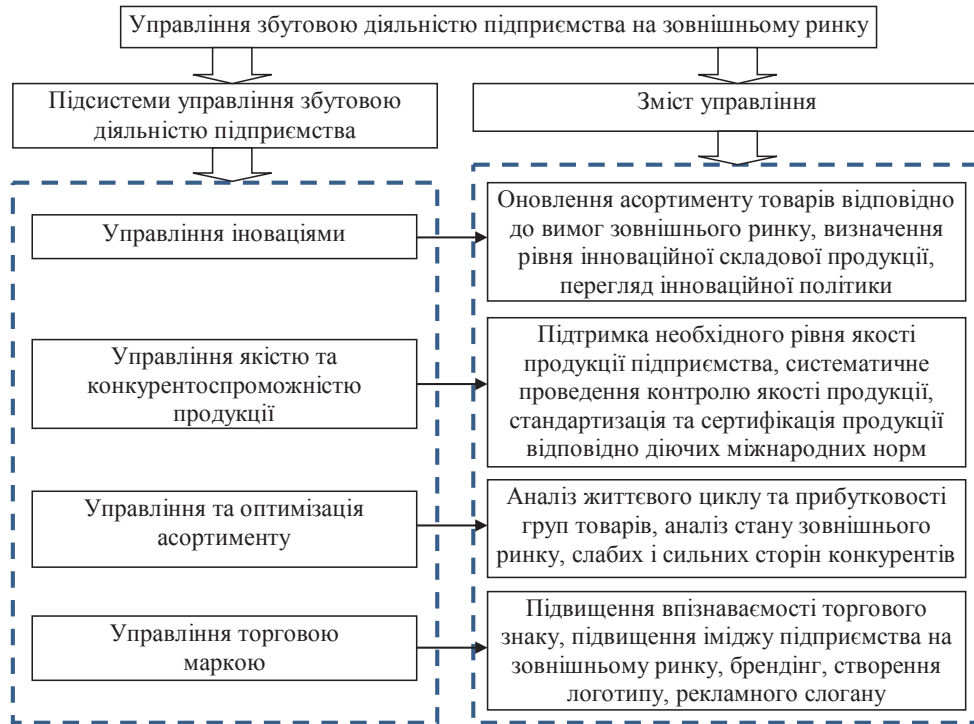 Управління збутовою діяльністю підприємства на зовнішньому ринку
Підсистеми управління збутовою
діяльністю підприємства
Зміст управління
Управління іноваціями
Оновлення асортименту товарів відповідно
до вимог зовнішнього ринку, визначення
рівня інноваційної складової продукції,
перегляд інноваційної політики
Управління якістю та
конкурентоспроможністю
продукції
Підтримка необхідного рівня якості
продукції підприємства, систематичне
проведення контролю якості продукції,
стандартизація та сертифікація продукції
відповідно діючих міжнародних норм
Управління та оптимізація
асортименту
Аналіз життєвого циклу та прибутковості
груп товарів, аналіз стану зовнішнього
ринку, слабих і сильних сторін конкурентів
Управління торговою
маркою
Підвищення впізнаваємості торгового
знаку, підвищення іміджу підприємства на
зовнішньому ринку, брендінг, створення
логотипу, рекламного слогану